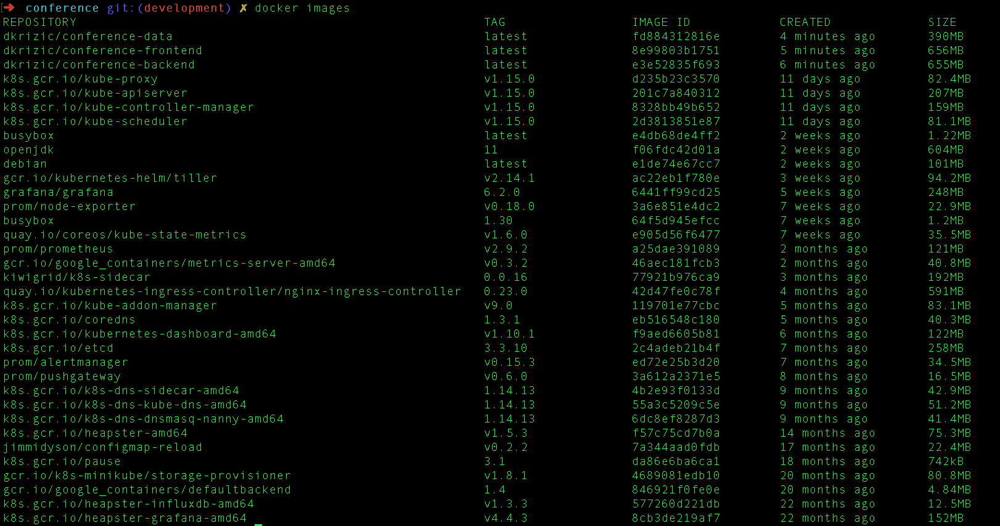 ➜ conference git:(development) ✗ docker images
REPOSITORY TAG IMAGE ID CREATED SIZE
dkrizic/conference-data latest fd884312816e 4 minutes ago 390MB
dkrizic/conference-frontend latest 8e99803b1751 5 minutes ago 656MB
dkrizic/conference-backend latest e3e52835f693 6 minutes ago 655MB
k8s.gcr.io/kube-proxy v1.15.0 d235b23c3570 11 days ago 82.4MB
k8s.gcr.io/kube-apiserver v1.15.0 201c7a840312 11 days ago 207MB
k8s.gcr.io/kube-controller-manager v1.15.0 8328bb49b652 11 days ago 159MB
k8s.gcr.io/kube-scheduler v1.15.0 2d3813851e87 11 days ago 81.1MB
busybox latest e4db68de4ff2 2 weeks ago 1.22MB
openjdk 11 f06fdc42d01a 2 weeks ago 604MB
debian latest e1de74e67cc7 2 weeks ago 101MB
gcr.io/kubernetes-helm/tiller v2.14.1 ac22eb1f780e 3 weeks ago 94.2MB
grafana/grafana 6.2.0 6441ff99cd25 5 weeks ago 248MB
prom/node-exporter v0.18.0 3a6e851e4dc2 7 weeks ago 22.9MB
busybox 1.30 64f5d945efcc 7 weeks ago 1.2MB
quay.io/coreos/kube-state-metrics v1.6.0 e905d56f6477 7 weeks ago 35.5MB
prom/prometheus v2.9.2 a25dae391089 2 months ago 121MB
gcr.io/google_containers/metrics-server-amd64 v0.3.2 46aec181fcb3 2 months ago 40.8MB
kiwigrid/k8s-sidecar 0.0.16 77921b976ca9 3 months ago 192MB
quay.io/kubernetes-ingress-controller/nginx-ingress-controller 0.23.0 42d47fe0c78f 4 months ago 591MB
k8s.gcr.io/kube-addon-manager v9.0 119701e77cbc 5 months ago 83.1MB
k8s.gcr.io/coredns 1.3.1 eb516548c180 5 months ago 40.3MB
k8s.gcr.io/kubernetes-dashboard-amd64 v1.10.1 f9aed6605b81 6 months ago 122MB
k8s.gcr.io/etcd 3.3.10 2c4adeb21b4f 7 months ago 258MB
prom/alertmanager v0.15.3 ed72e25b3d20 7 months ago 34.5MB
prom/pushgateway v0.6.0 3a612a2371e5 8 months ago 16.5MB
k8s.gcr.io/k8s-dns-sidecar-amd64 1.14.13 4b2e93f0133d 9 months ago 42.9MB
k8s.gcr.io/k8s-dns-kube-dns-amd64 1.14.13 55a3c5209c5e 9 months ago 51.2MB
k8s.gcr.io/k8s-dns-dnsmasq-nanny-amd64 1.14.13 6dc8ef8287d3 9 months ago 41.4MB
k8s.gcr.io/heapster-amd64 v1.5.3 f57c75cd7b0a 14 months ago 75.3MB
jimmidyson/configmap-reload v0.2.2 7a344aad0fdb 17 months ago 22.4MB
k8s.gcr.io/pause 3.1 da86e6ba6ca1 18 months ago 742kB
gcr.io/k8s-minikube/storage-provisioner v1.8.1 4689081edb10 20 months ago 80.8MB
gcr.io/google_containers/defaultbackend 1.4 846921f0fe0e 20 months ago 4.84MB
k8s.gcr.io/heapster-influxdb-amd64 v1.3.3 577260d221db 22 months ago 12.5MB
k8s.gcr.io/heapster-grafana-amd64 v4.4.3 8cb3de219af7 22 months ago 152MB